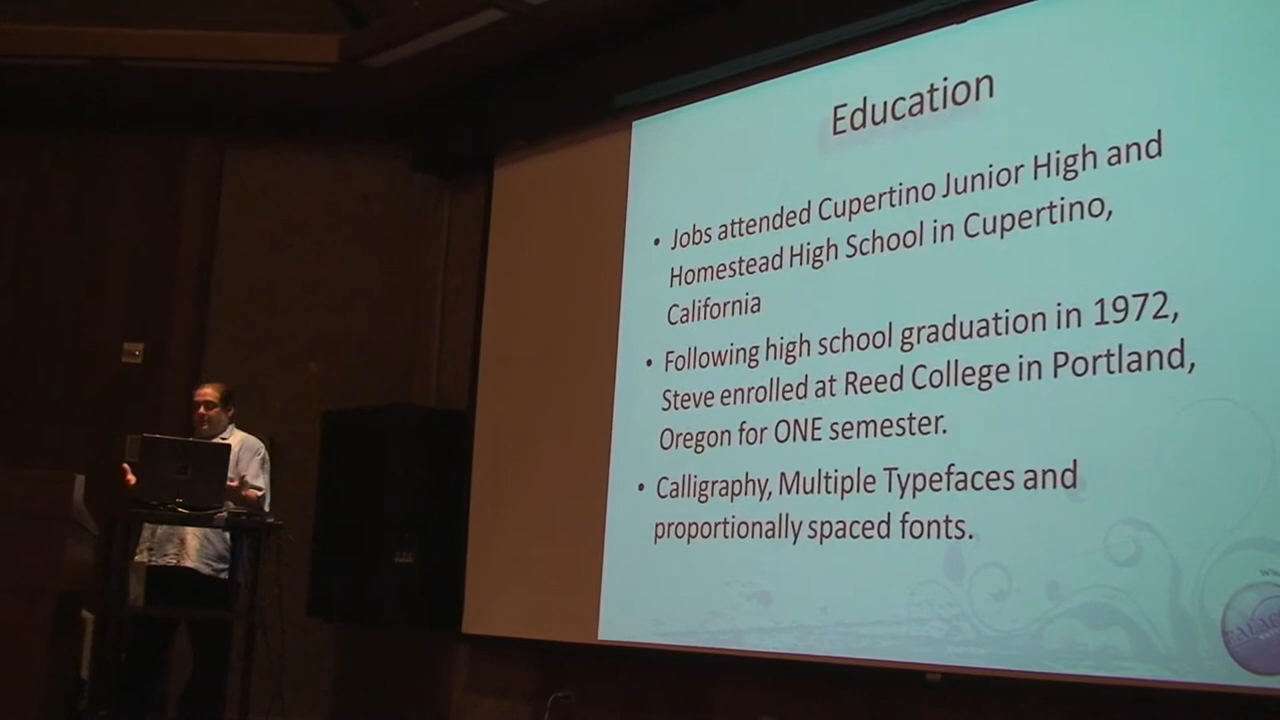 Education
• Jobs attended Cupertino Junior High and
Homestead High School in Cupertino,
California
• Following high school graduation in 1972,
Steve enrolled at Reed College in Portland,
Oregon for ONE semester.
• Calligraphy, Multiple Typefaces and
proportionally spaced fonts.